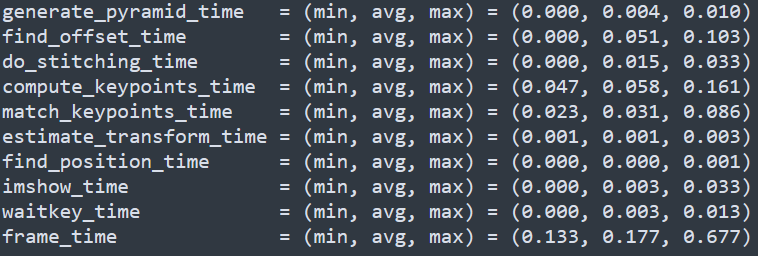 generate_pyramid_time   = (min, avg, max) = (0.000, 0.004, 0.010)
find_offset_time        = (min, avg, max) = (0.000, 0.051, 0.103)
do_stitching_time       = (min, avg, max) = (0.000, 0.015, 0.033)
compute_keypoints_time  = (min, avg, max) = (0.047, 0.058, 0.161)
match_keypoints_time    = (min, avg, max) = (0.023, 0.031, 0.086)
estimate_transform_time = (min, avg, max) = (0.001, 0.001, 0.003)
find_position_time      = (min, avg, max) = (0.000, 0.000, 0.001)
imshow_time             = (min, avg, max) = (0.000, 0.003, 0.033)
waitkey_time            = (min, avg, max) = (0.000, 0.003, 0.013)
frame_time              = (min, avg, max) = (0.133, 0.177, 0.677)